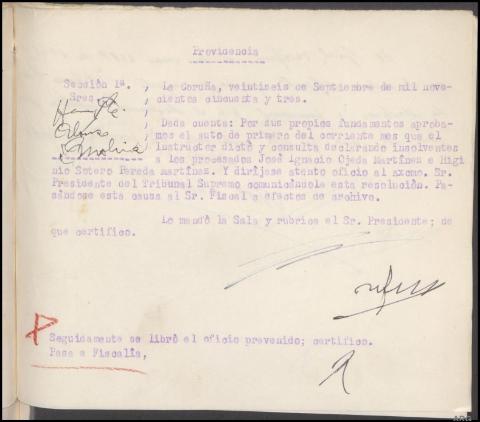 Providencia
Sección 1ª. , La Coruña, veintiseis de Septiembre de mil nove-
Sres. , cientos cincuenta y tres.
, Dada cuenta: Por sus propios fundamentos aproba-
, mos el auto de primero del corriente mes que el
Molina , Instructor dictó y consulta declarando insolventes
a los procesados José Ignacio Ojeda Martínez e Higi
nio Sotero Pereda Martínez. Y diríjase atento oficio al Excmo. Sr.
Presidente del Tribunal Supremo comunicándole esta resolución. Pa-
sándose esta causa al Sr. Fiscal a efectos de archivo.
Lo mandó la Sala y rubrica el Sr. Presidente; de
que certifico.
Seguidamente se libró el oficio prevenido; certifico.
Pasa a Fiscalía,